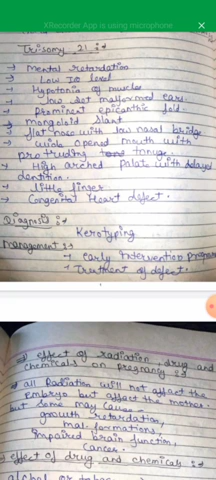 XRecorder App is using microphone
Trisomy 21 :-
→ Mental retardation
→ Low IQ level
→ Hypotonia of muscles
→ low set malformed ears.
→ Prominent epicanthic fold.
→ mongoloid slant
→ flat nose with low nasal bridge
→ wide opened mouth with
protruding tongue.
→ High arched palate with delayed
dentition.
→ little finger
→ Congenital Heart defect.
Diagnosis :-
Kerotyping
Management :-
→ Early intervention program
→ Treatment of defect.
effect of radiation, drug and
chemicals on pregnancy :-
all Radiation will not affect the
embryo but affect the mother.
but some may cause -
growth retardation,
mal formations,
impaired brain function,
cancer.
effect of drug and chemicals :-
alchol or